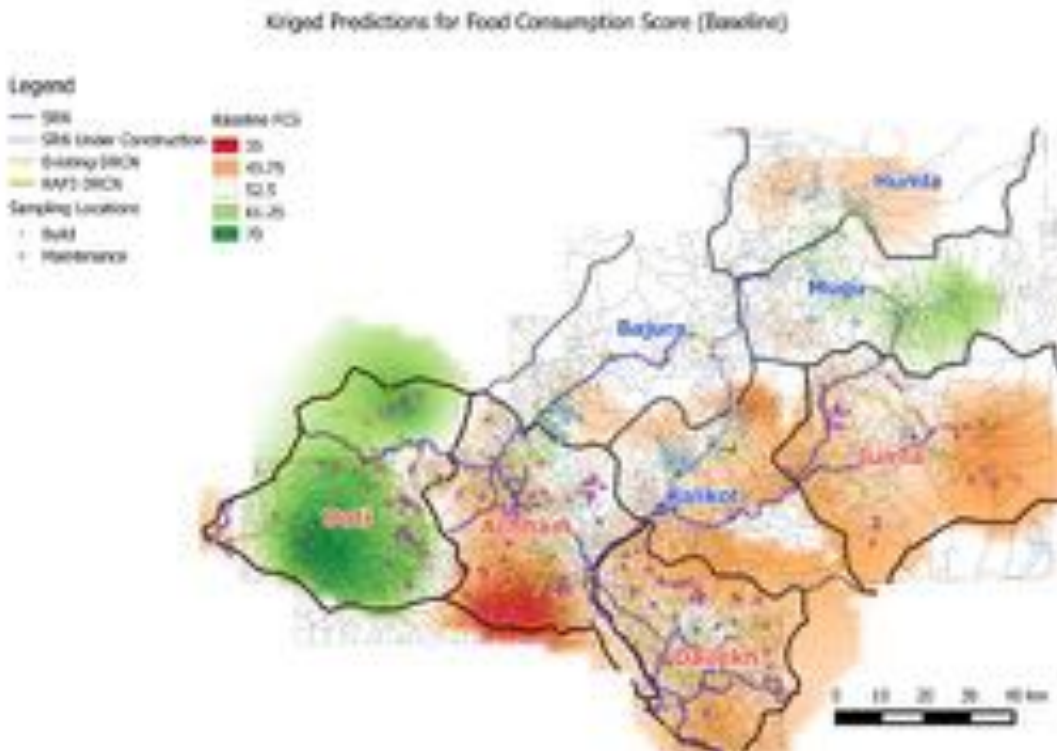 Kriged Predictions for Food Consumption Score (Baseline)
Legend
SRN
SRN Under Construction
Existing DRCN
RAP3 DRCN
Sampling Locations
Build
Maintenance
Baseline FCS
35
43.75
52.5
61.25
70
Humla
Mugu
Bajura
Jumla
Kalikot
Doti
Achham
Dailekh
0 10 20 30 40 km